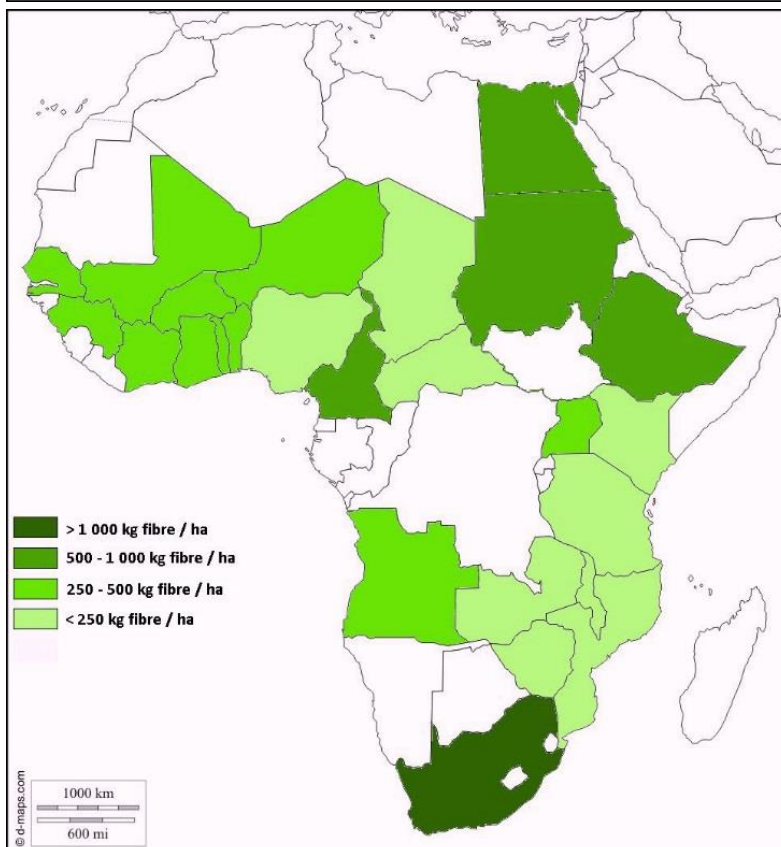 > 1 000 kg fibre / ha
500 - 1 000 kg fibre / ha
250 - 500 kg fibre / ha
< 250 kg fibre / ha
1000 km
600 mi
© d-maps.com